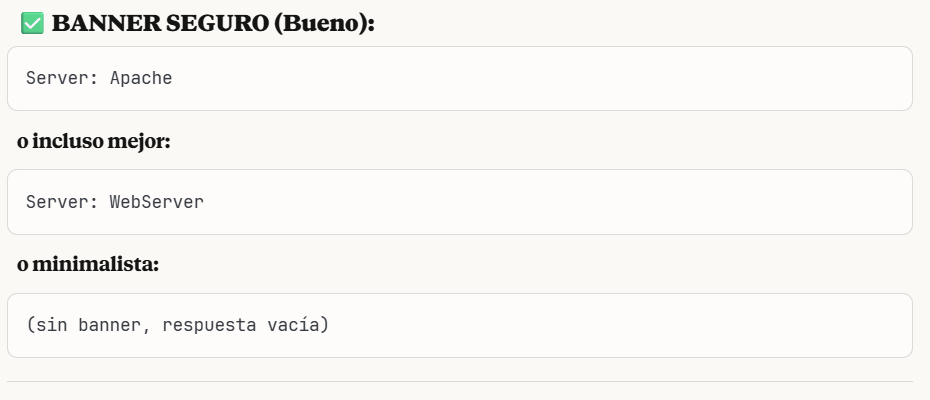 ✅ BANNER SEGURO (Bueno):
Server: Apache
o incluso mejor:
Server: WebServer
o minimalista:
(sin banner, respuesta vacía)